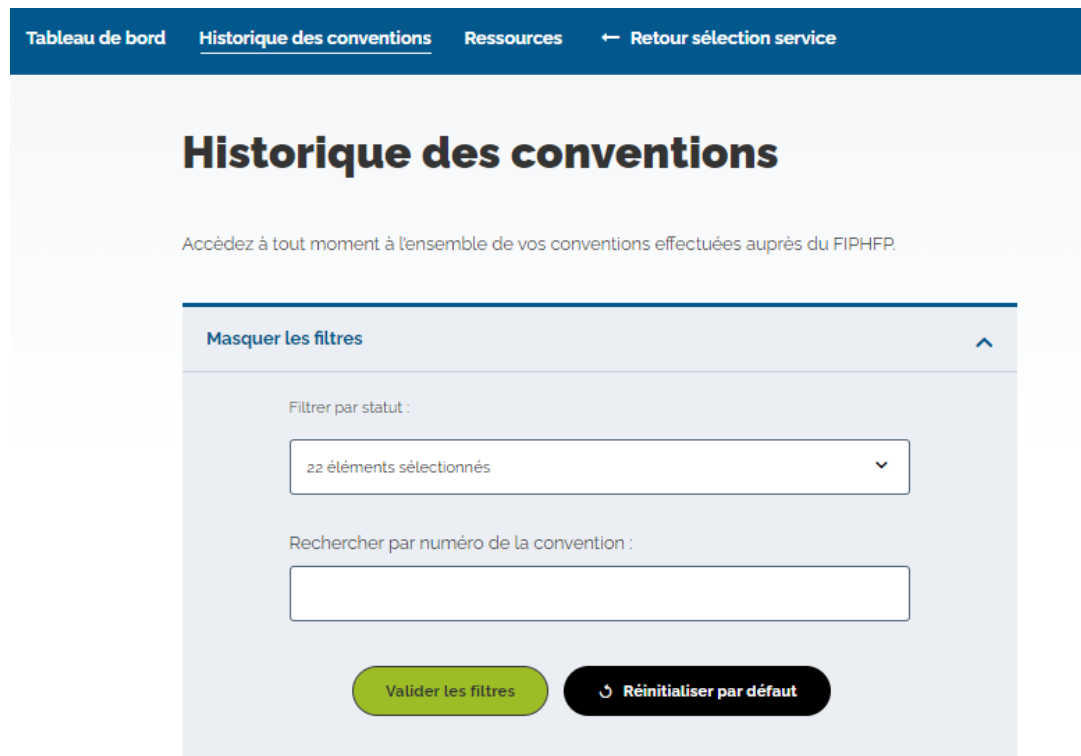 Tableau de bord Historique des conventions Ressources ← Retour sélection service
Historique des conventions
Accèdez à tout moment à l'ensemble de vos conventions effectuées auprès du FIPHFP.
Masquer les filtres
Filtrer par statut :
22 éléments sélectionnés
Rechercher par numéro de la convention :
Valider les filtres Réinitialiser par défaut